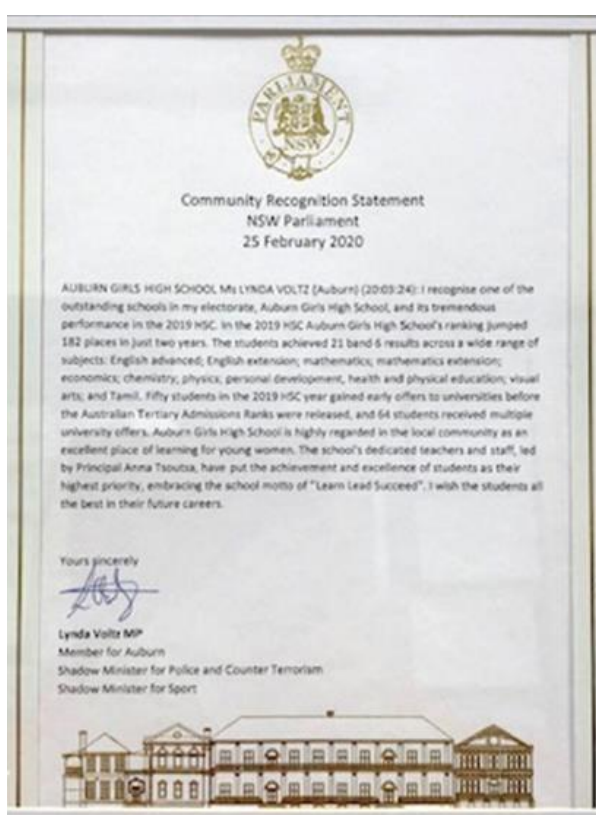 PARLIAMENT
NSW
Community Recognition Statement
NSW Parliament
25 February 2020
AUBURN GIRLS HIGH SCHOOL Ms LYNDA VOLTZ (Auburn) (20:03:24): I recognise one of the
outstanding schools in my electorate, Auburn Girls High School, and its tremendous
performance in the 2019 HSC. In the 2019 HSC Auburn Girls High School's ranking jumped
182 places in just two years. The students achieved 21 band 6 results across a wide range of
subjects: English advanced; English extension; mathematics; mathematics extension;
economics; chemistry; physics; personal development, health and physical education; visual
arts; and Tamil. Fifty students in the 2019 HSC year gained early offers to universities before
the Australian Tertiary Admissions Ranks were released, and 64 students received multiple
university offers. Auburn Girls High School is highly regarded in the local community as an
excellent place of learning for young women. The school's dedicated teachers and staff, led
by Principal Anna Tsoutsa, have put the achievement and excellence of students as their
highest priority, embracing the school motto of "Learn Lead Succeed". I wish the students all
the best in their future careers.
Yours sincerely
Lynda Voltz MP
Member for Auburn
Shadow Minister for Police and Counter Terrorism
Shadow Minister for Sport